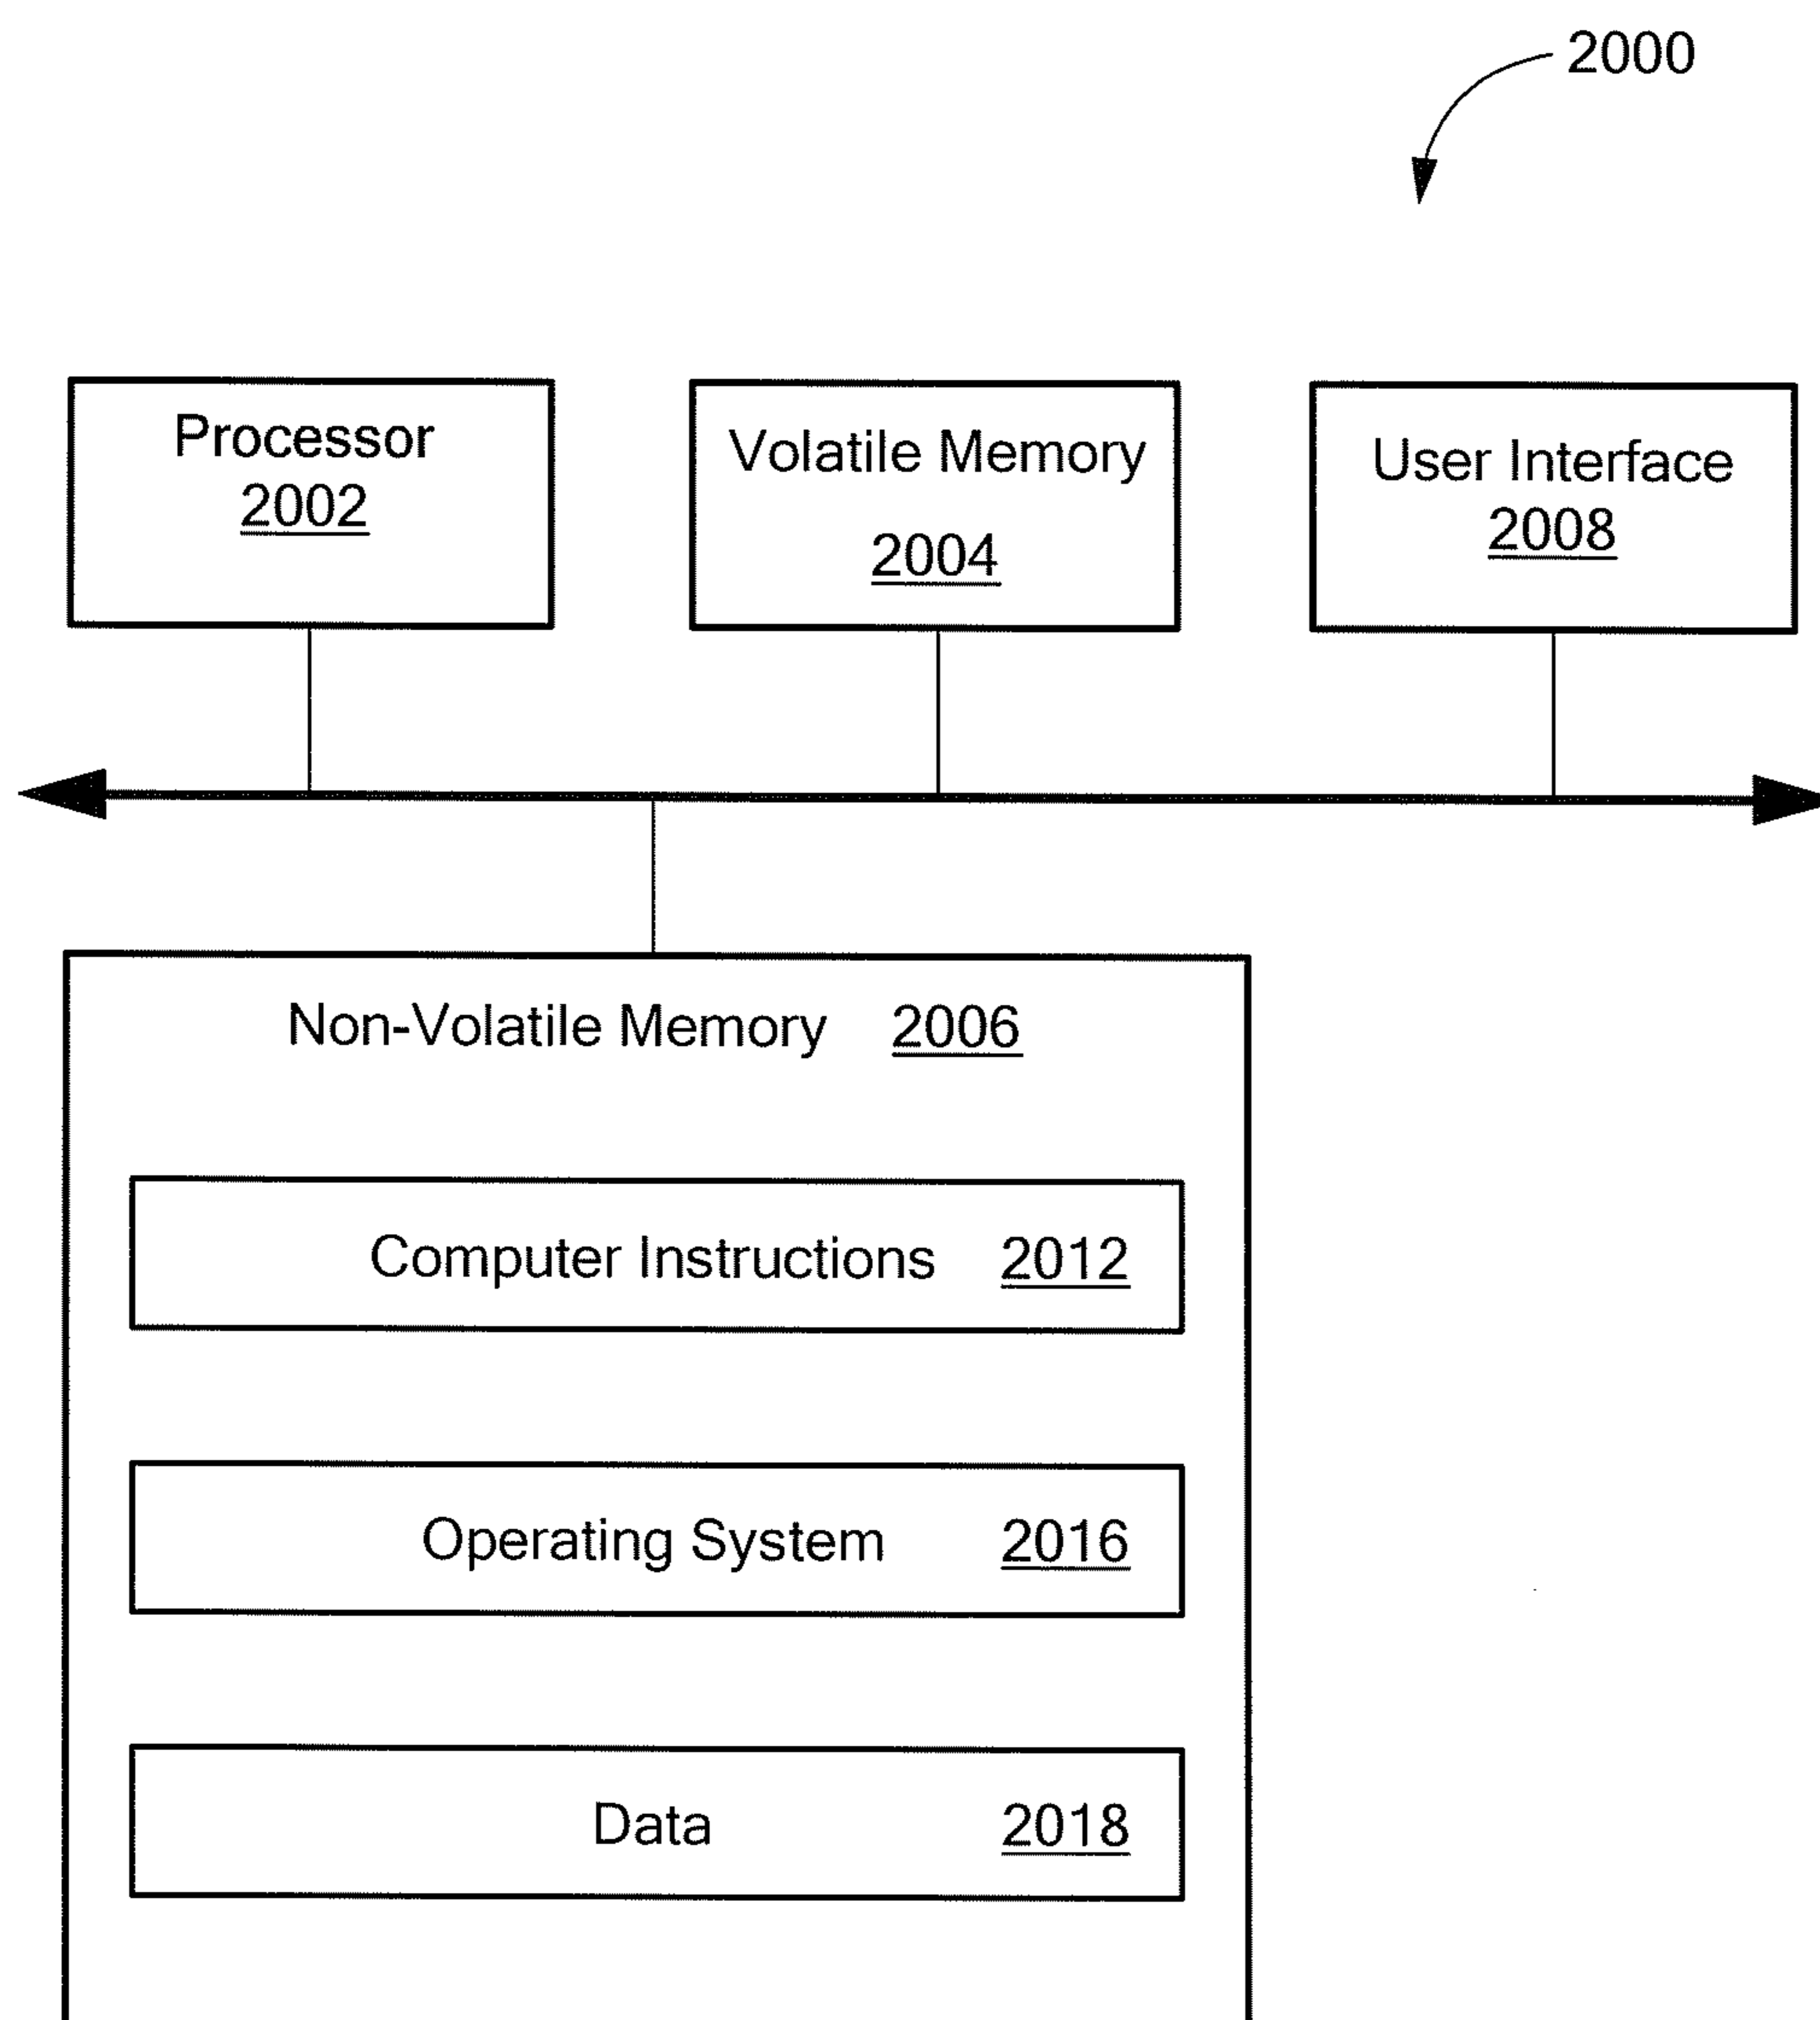 2000
Processor
2002
Volatile Memory
2004
User Interface
2008
Non-Volatile Memory 2006
Computer Instructions 2012
Operating System 2016
Data 2018